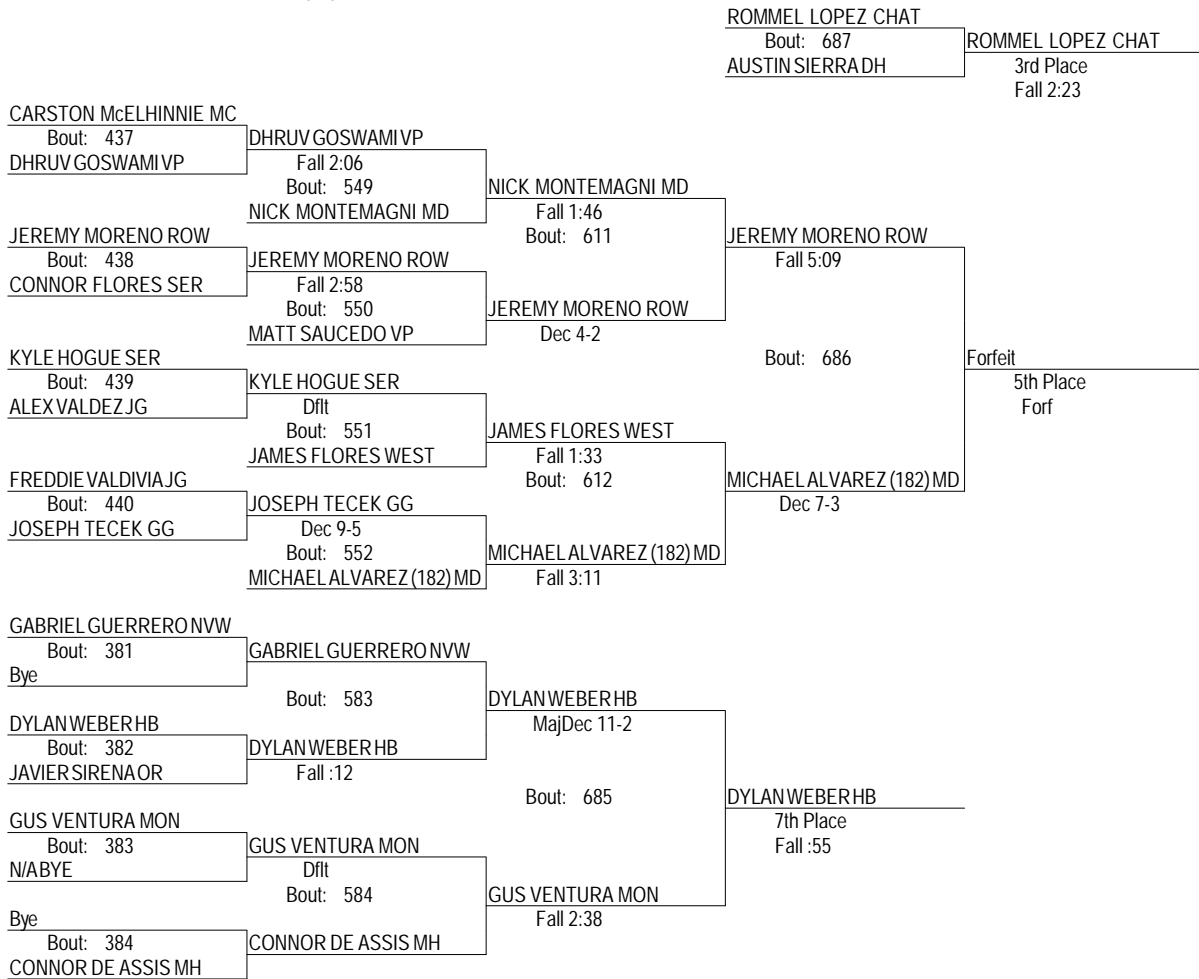 ROMMEL LOPEZ CHAT
Bout: 687
ROMMEL LOPEZ CHAT
AUSTIN SIERRA DH
3rd Place
Fall 2:23
CARSTON McELHINNIE MC
Bout: 437
DHRUV GOSWAMI VP
DHRUV GOSWAMI VP
Fall 2:06
Bout: 549
NICK MONTEMAGNI MD
NICK MONTEMAGNI MD
Fall 1:46
Bout: 611
JEREMY MORENO ROW
JEREMY MORENO ROW
Bout: 438
JEREMY MORENO ROW
Fall 5:09
CONNOR FLORES SER
Fall 2:58
Bout: 550
JEREMY MORENO ROW
MATT SAUCEDO VP
Dec 4-2
KYLE HOGUE SER
Bout: 686
Forfeit
Bout: 439
KYLE HOGUE SER
5th Place
ALEX VALDEZ JG
Dflt
Forf
Bout: 551
JAMES FLORES WEST
JAMES FLORES WEST
Fall 1:33
Bout: 612
FREDDIE VALDIVIA JG
MICHAEL ALVAREZ (182) MD
Bout: 440
JOSEPH TECEK GG
Dec 7-3
JOSEPH TECEK GG
Dec 9-5
Bout: 552
MICHAEL ALVAREZ (182) MD
MICHAEL ALVAREZ (182) MD
Fall 3:11
GABRIEL GUERRERO NVW
Bout: 381
GABRIEL GUERRERO NVW
Bye
Bout: 583
DYLAN WEBER HB
DYLAN WEBER HB
MajDec 11-2
Bout: 382
DYLAN WEBER HB
JAVIER SIRENA OR
Fall :12
Bout: 685
DYLAN WEBER HB
GUS VENTURA MON
7th Place
Bout: 383
GUS VENTURA MON
Fall :55
N/A BYE
Dflt
Bout: 584
GUS VENTURA MON
Bye
Fall 2:38
Bout: 384
CONNOR DE ASSIS MH
CONNOR DE ASSIS MH